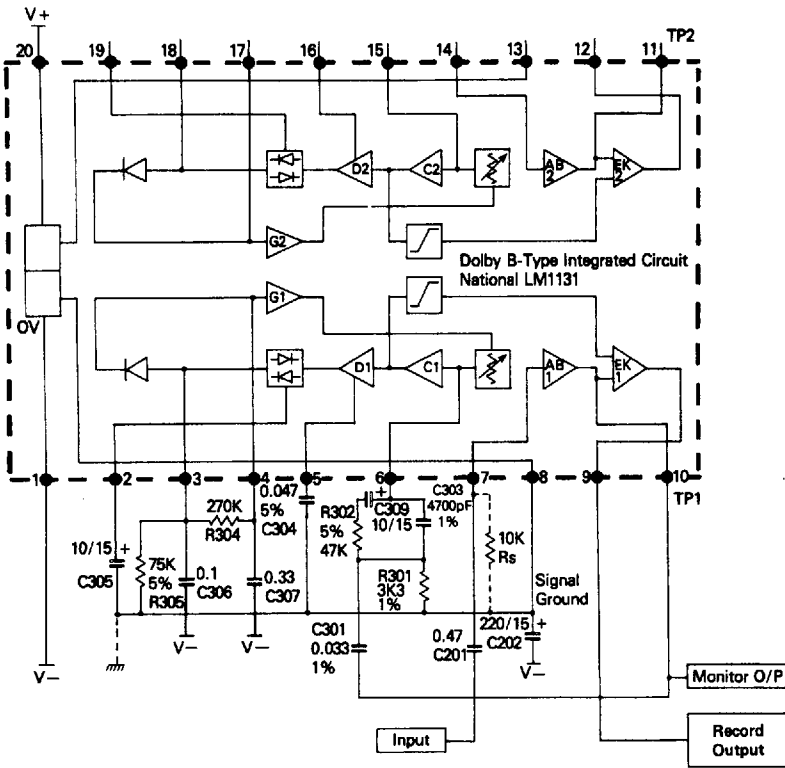 V+
TP2
20 19 18 17 16 15 14 13 12 11
D2
C2
AB
2
EK
2
G2
Dolby B-Type Integrated Circuit
National LM1131
G1
OV
D1
C1
AB
1
EK
1
1 2 3 4 5 6 7 8 9 10
TP1
270K
R304
0.047
5%
C304
R302
5%
47K
+
C309
10/15
C303
4700pF
1%
10K
Rs
10/15 +
C305
75K
5%
R305
0.1
C306
0.33
C307
R301
3K3
1%
Signal
Ground
C301
0.033
1%
0.47
C201
220/15 +
C202
V–
V–
V–
V–
Monitor O/P
Input
Record
Output